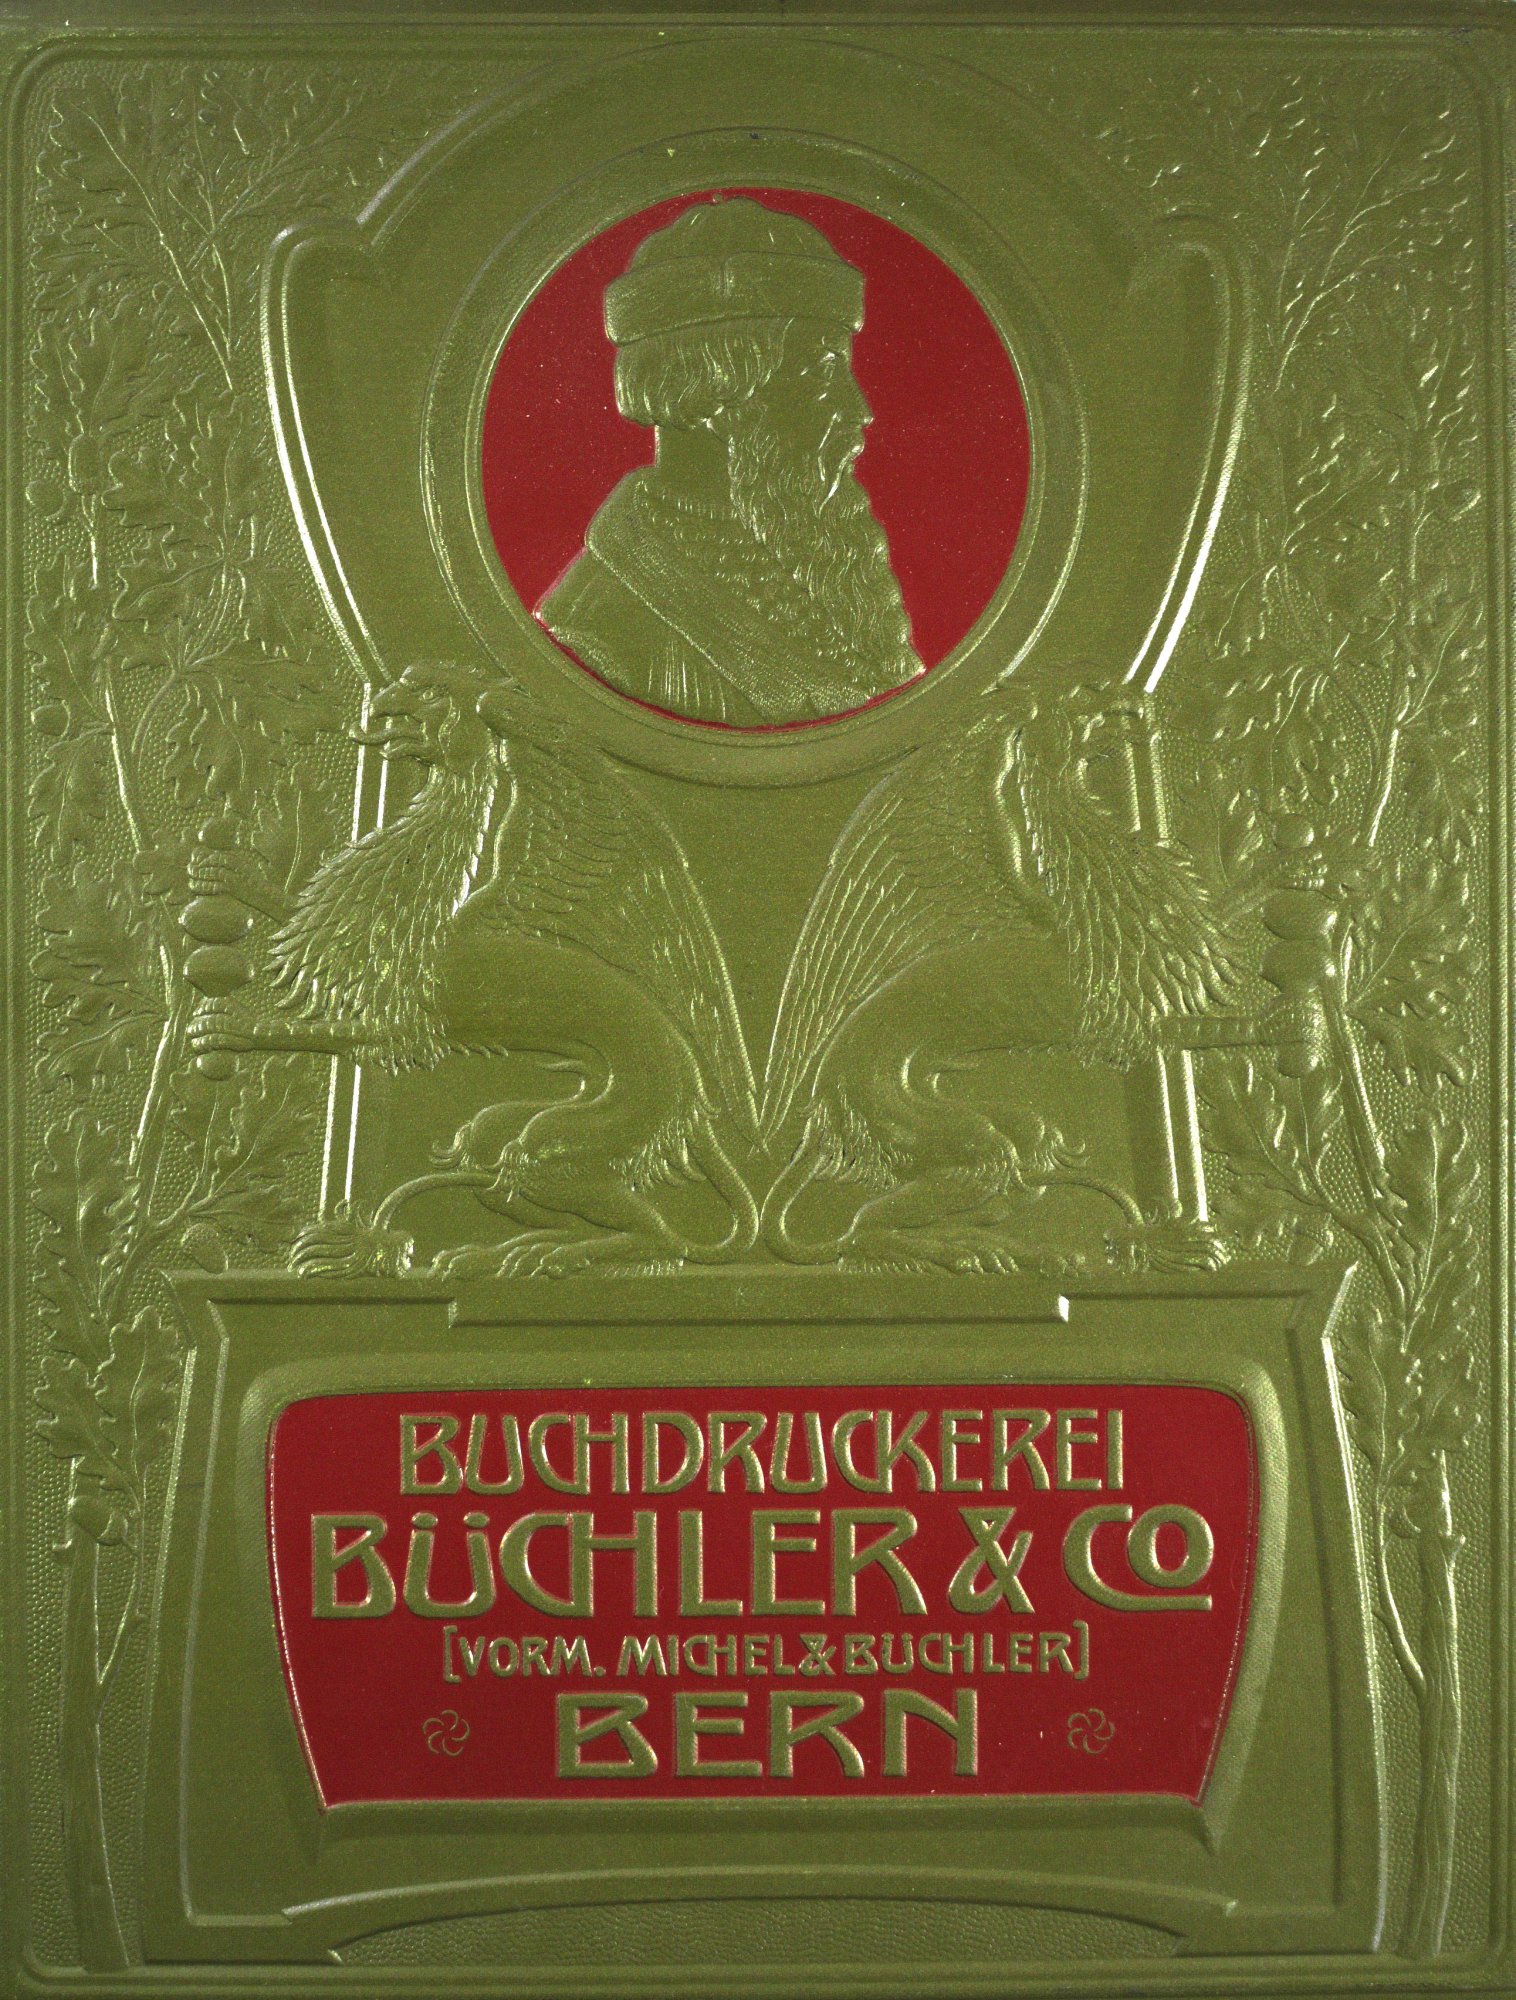 BUCHDRUCKEREI
BÜCHLER & CO
[VORM. MICHEL & BÜCHLER]
BERN